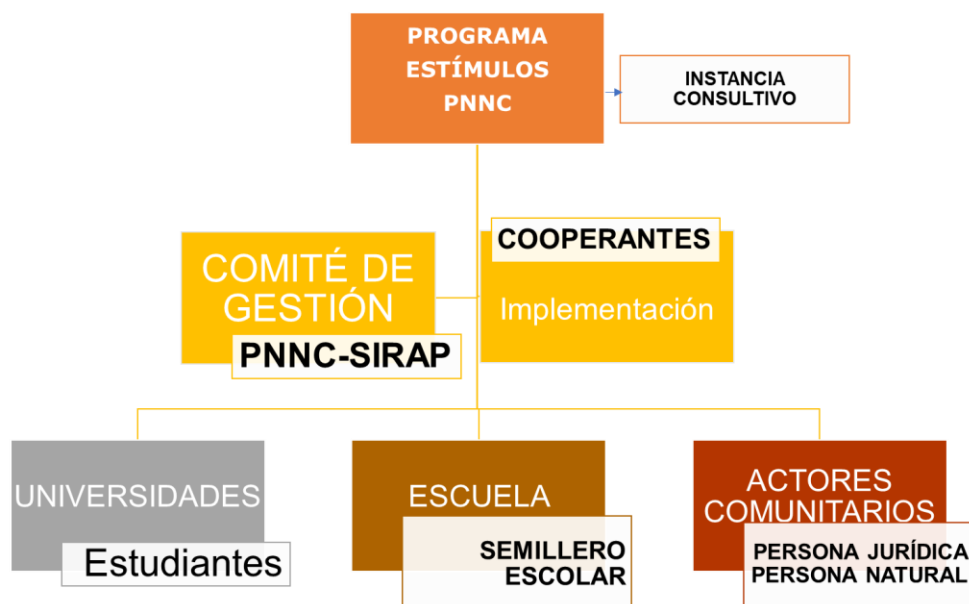 PROGRAMA
ESTÍMULOS
PNNC
INSTANCIA
CONSULTIVO
COMITÉ DE
GESTIÓN
PNNC-SIRAP
COOPERANTES
Implementación
UNIVERSIDADES
Estudiantes
ESCUELA
SEMILLERO
ESCOLAR
ACTORES
COMUNITARIOS
PERSONA JURÍDICA
PERSONA NATURAL